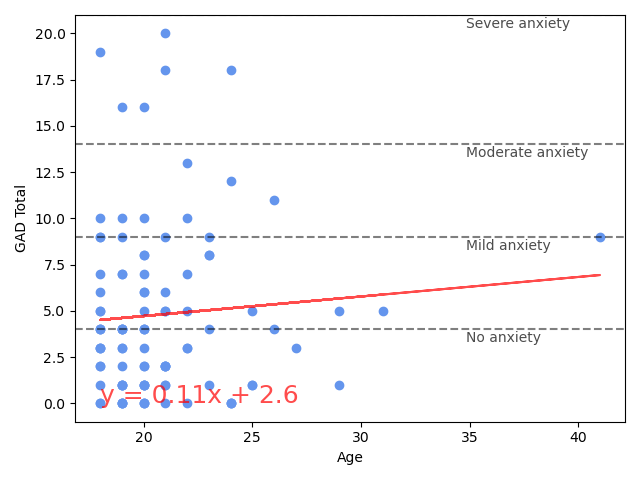 20.0
17.5
15.0
12.5
10.0
7.5
5.0
2.5
0.0
GAD Total
Severe anxiety
Moderate anxiety
Mild anxiety
No anxiety
y = 0.11x + 2.6
20 25 30 35 40
Age